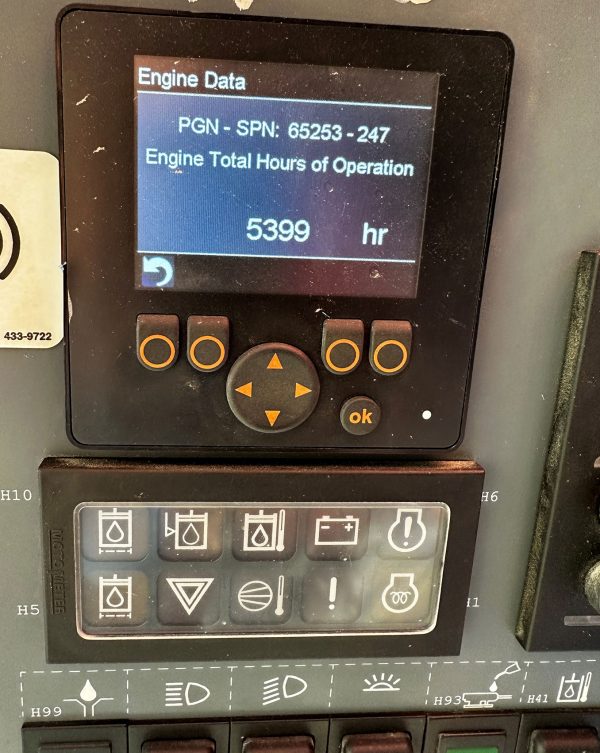 Engine Data
PGN - SPN: 65253 - 247
Engine Total Hours of Operation
5399 hr
433-9722
ok
H10
H6
MOTOMETER
H5
H1
H99
H93
H41